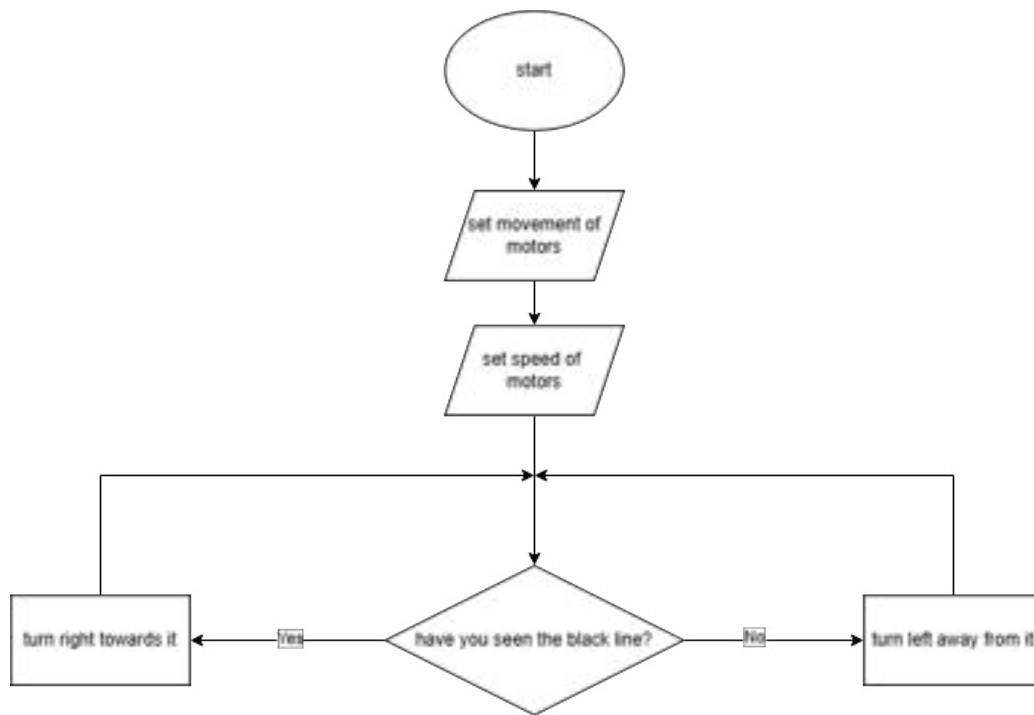 start
set movement of
motors
set speed of
motors
have you seen the black line?
Yes
No
turn right towards it
turn left away from it